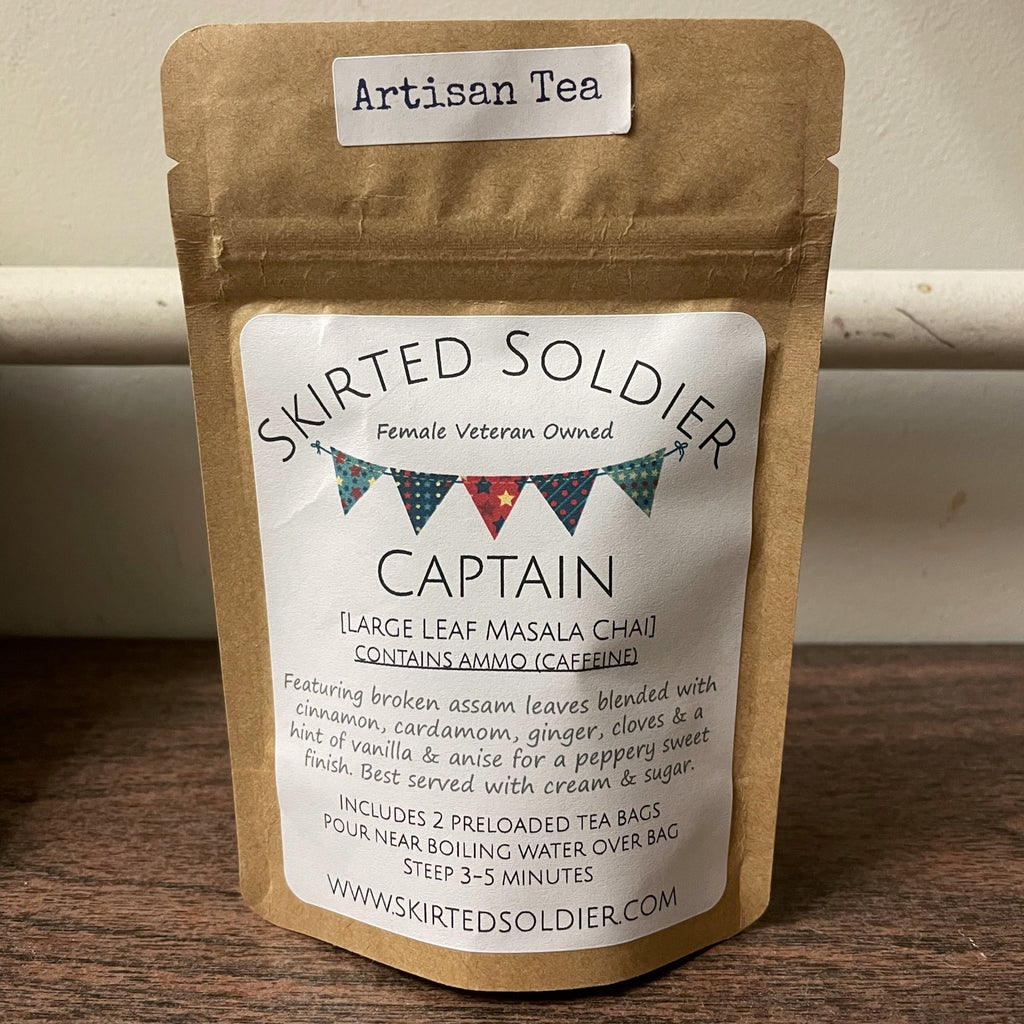 Artisan Tea
SKIRTED SOLDIER
Female Veteran Owned
CAPTAIN
[LARGE LEAF MASALA CHAI]
CONTAINS AMMO (CAFFEINE)
Featuring broken assam leaves blended with
cinnamon, cardamom, ginger, cloves & a
hint of vanilla & anise for a peppery sweet
finish. Best served with cream & sugar.
INCLUDES 2 PRELOADED TEA BAGS
POUR NEAR BOILING WATER OVER BAG
STEEP 3-5 MINUTES
WWW.SKIRTEDSOLDIER.COM